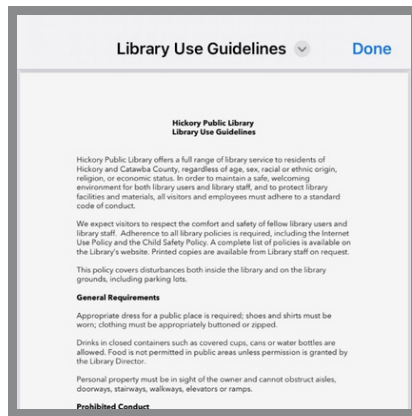 Library Use Guidelines
Done
Hickory Public Library
Library Use Guidelines
Hickory Public Library offers a full range of library service to residents of
Hickory and Catawba County, regardless of age, sex, racial or ethnic origin,
religion, or economic status. In order to maintain a safe, welcoming
environment for both library users and library staff, and to protect library
facilities and materials, all visitors and employees must adhere to a standard
code of conduct.
We expect visitors to respect the comfort and safety of fellow library users and
library staff. Adherence to all library policies is required, including the Internet
Use Policy and the Child Safety Policy. A complete list of policies is available on
the Library's website. Printed copies are available from Library staff on request.
This policy covers disturbances both inside the library and on the library
grounds, including parking lots.
General Requirements
Appropriate dress for a public place is required; shoes and shirts must be
worn; clothing must be appropriately buttoned or zipped.
Drinks in closed containers such as covered cups, cans or water bottles are
allowed. Food is not permitted in public areas unless permission is granted by
the Library Director.
Personal property must be in sight of the owner and cannot obstruct aisles,
doorways, stairways, walkways, elevators or ramps.
Prohibited Conduct